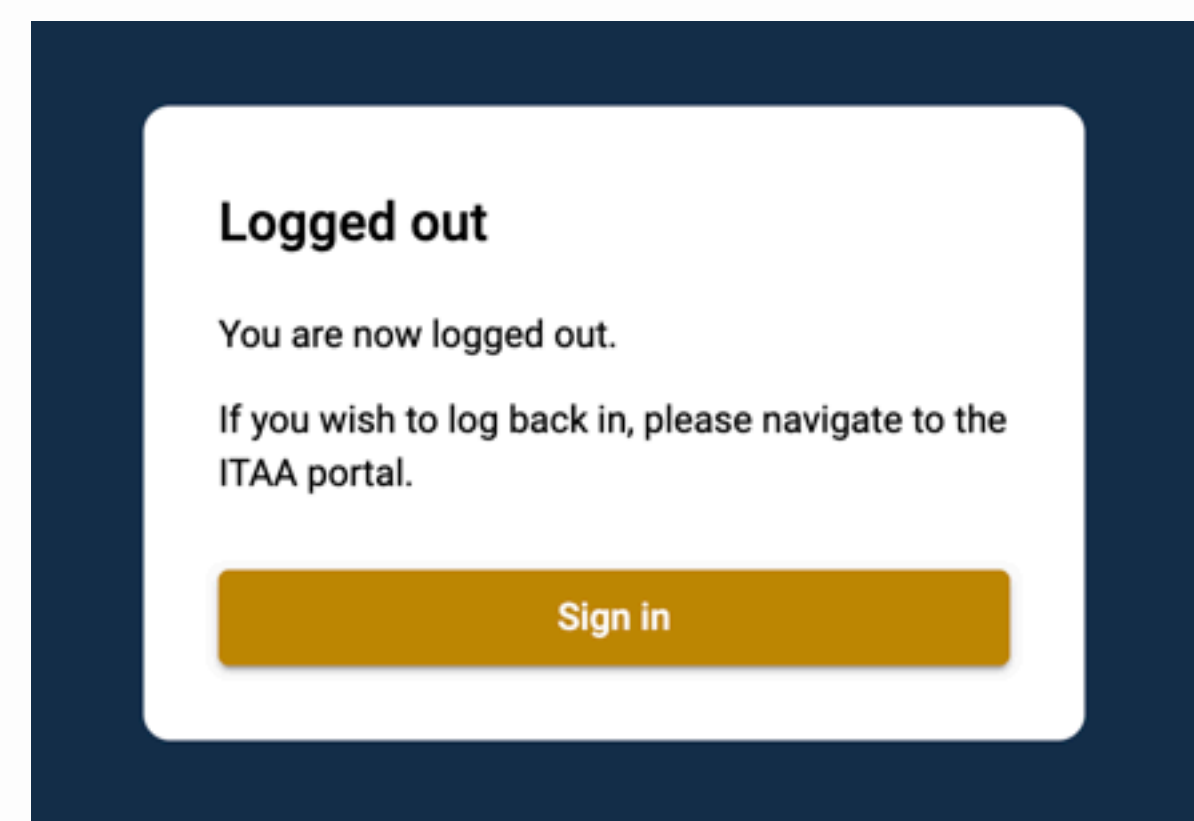 Logged out
You are now logged out.
If you wish to log back in, please navigate to the
ITAA portal.
Sign in